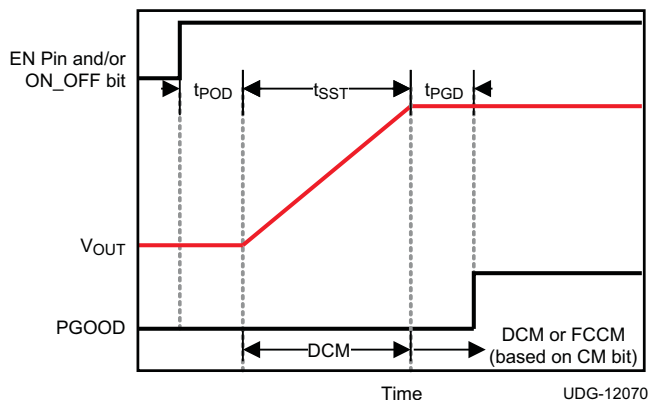 EN Pin and/or
ON_OFF bit
tPOD
tSST
tPGD
VOUT
PGOOD
DCM
DCM or FCCM
(based on CM bit)
Time
UDG-12070